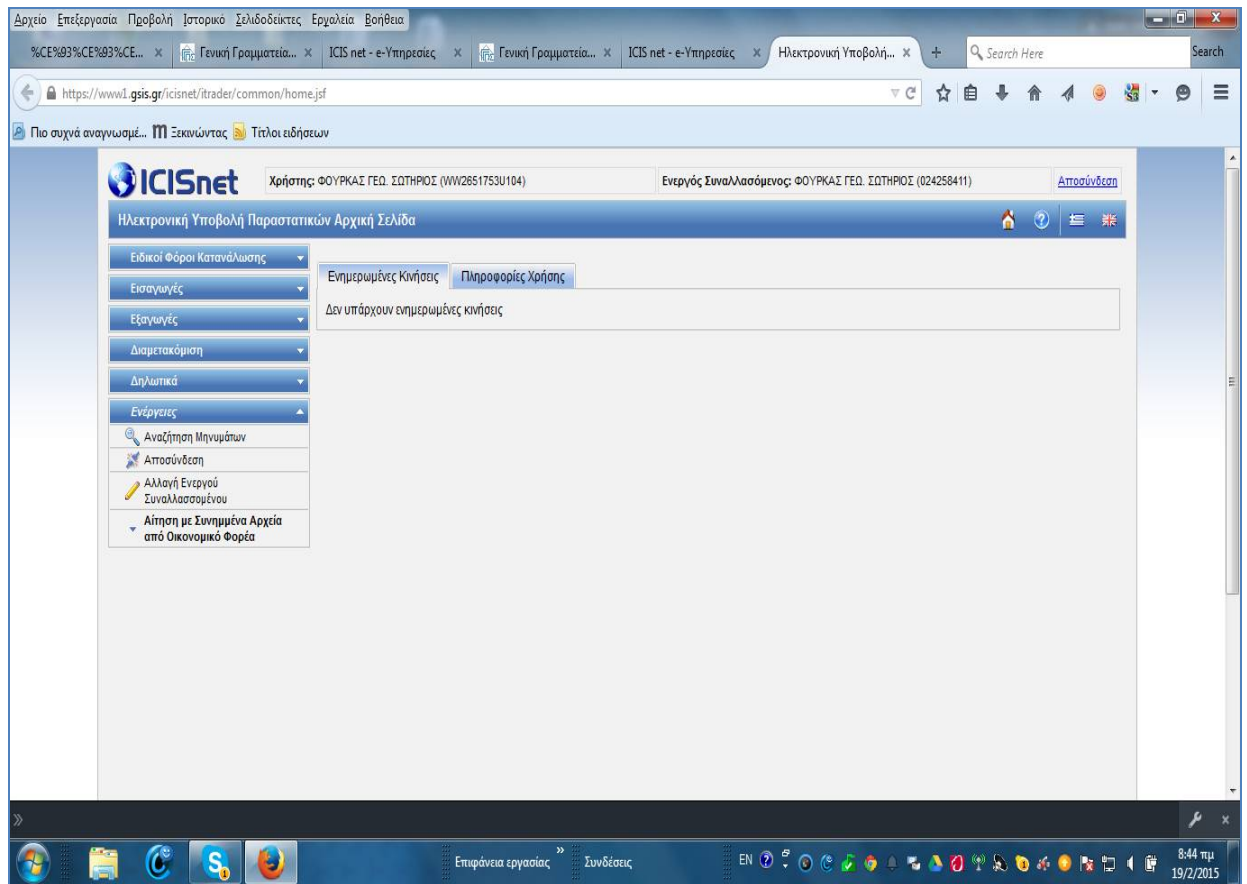 Αρχείο Επεξεργασία Προβολή Ιστορικό Σελιδοδείκτες Εργαλεία Βοήθεια
%CE%93%CE%93%CE... × Γενική Γραμματεία... × ICIS net - e-Υπηρεσίες × Γενική Γραμματεία... × ICIS net - e-Υπηρεσίες × Ηλεκτρονική Υποβολή... × + Search Here Search
https://www1.gsis.gr/icisnet/itrader/common/home.jsf
Πιο συχνά αναγνωσμέ... Ξεκινώντας Τίτλοι ειδήσεων
ICISnet Χρήστης: ΦΟΥΡΚΑΣ ΓΕΩ. ΣΩΤΗΡΙΟΣ (WW2651753U104) Ενεργός Συναλλασόμενος: ΦΟΥΡΚΑΣ ΓΕΩ. ΣΩΤΗΡΙΟΣ (024258411) Αποσύνδεση
Ηλεκτρονική Υποβολή Παραστατικών Αρχική Σελίδα
Ειδικοί Φόροι Κατανάλωσης
Εισαγωγές
Εξαγωγές
Διαμετακόμιση
Δηλωτικά
Ενέργειες
Αναζήτηση Μηνυμάτων
Αποσύνδεση
Αλλαγή Ενεργού
Συναλλασσομένου
Αίτηση με Συνημμένα Αρχεία
από Οικονομικό Φορέα
Ενημερωμένες Κινήσεις Πληροφορίες Χρήσης
Δεν υπάρχουν ενημερωμένες κινήσεις
Επιφάνεια εργασίας » Συνδέσεις EN 8:44 πμ
19/2/2015